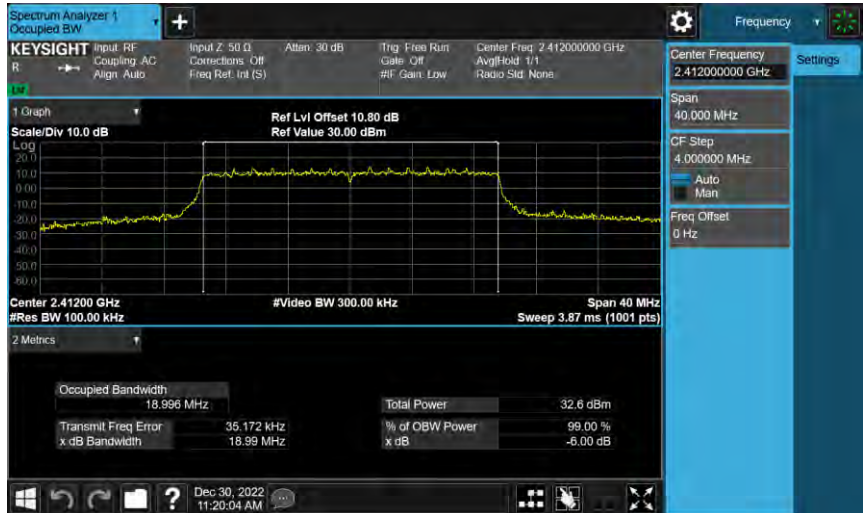 Spectrum Analyzer 1
Occupied BW
Frequency
KEYSIGHT
R
Input: RF
Coupling: AC
Align: Auto
Input Z: 50 Ω
Corrections: Off
Freq Ref: Int (S)
Atten: 30 dB
Trig: Free Run
Gate: Off
#IF Gain: Low
Center Freq: 2.412000000 GHz
Avg|Hold: 1/1
Radio Std: None
Center Frequency
2.412000000 GHz
Settings
Span
40.000 MHz
CF Step
4.000000 MHz
Auto
Man
Freq Offset
0 Hz
1 Graph
Scale/Div 10.0 dB
Ref Lvl Offset 10.80 dB
Ref Value 30.00 dBm
Log
20.0
10.0
0.00
-10.0
-20.0
-30.0
-40.0
-50.0
-60.0
Center 2.41200 GHz
#Res BW 100.00 kHz
#Video BW 300.00 kHz
Span 40 MHz
Sweep 3.87 ms (1001 pts)
2 Metrics
Occupied Bandwidth
18.996 MHz
Total Power 32.6 dBm
Transmit Freq Error 35.172 kHz
% of OBW Power 99.00 %
x dB Bandwidth 18.99 MHz
x dB -6.00 dB
?
Dec 30, 2022
11:20:04 AM